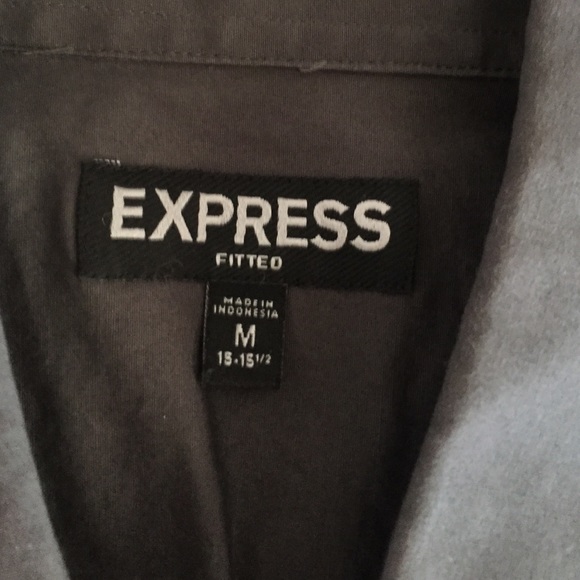 EXPRESS
FITTED
MADE IN
INDONESIA
M
15-15 1/2